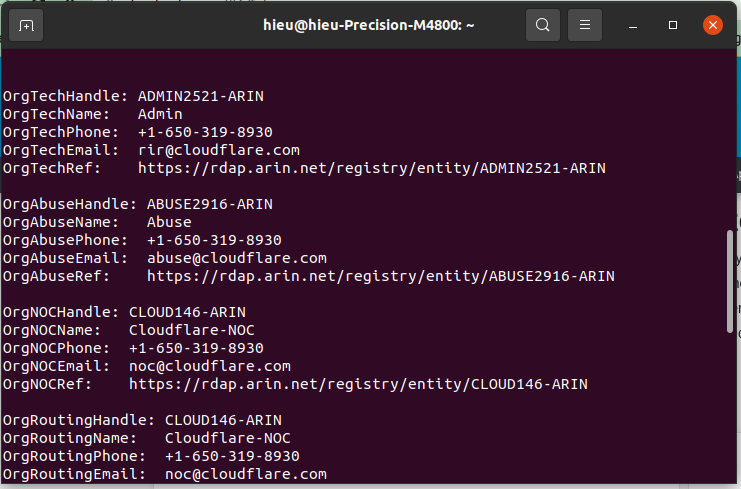 hieu@hieu-Precision-M4800: ~
OrgTechHandle: ADMIN2521-ARIN
OrgTechName:   Admin
OrgTechPhone:  +1-650-319-8930
OrgTechEmail:  rir@cloudflare.com
OrgTechRef:    https://rdap.arin.net/registry/entity/ADMIN2521-ARIN
OrgAbuseHandle: ABUSE2916-ARIN
OrgAbuseName:   Abuse
OrgAbusePhone:  +1-650-319-8930
OrgAbuseEmail:  abuse@cloudflare.com
OrgAbuseRef:    https://rdap.arin.net/registry/entity/ABUSE2916-ARIN
OrgNOCHandle: CLOUD146-ARIN
OrgNOCName:   Cloudflare-NOC
OrgNOCPhone:  +1-650-319-8930
OrgNOCEmail:  noc@cloudflare.com
OrgNOCRef:    https://rdap.arin.net/registry/entity/CLOUD146-ARIN
OrgRoutingHandle: CLOUD146-ARIN
OrgRoutingName:   Cloudflare-NOC
OrgRoutingPhone:  +1-650-319-8930
OrgRoutingEmail:  noc@cloudflare.com